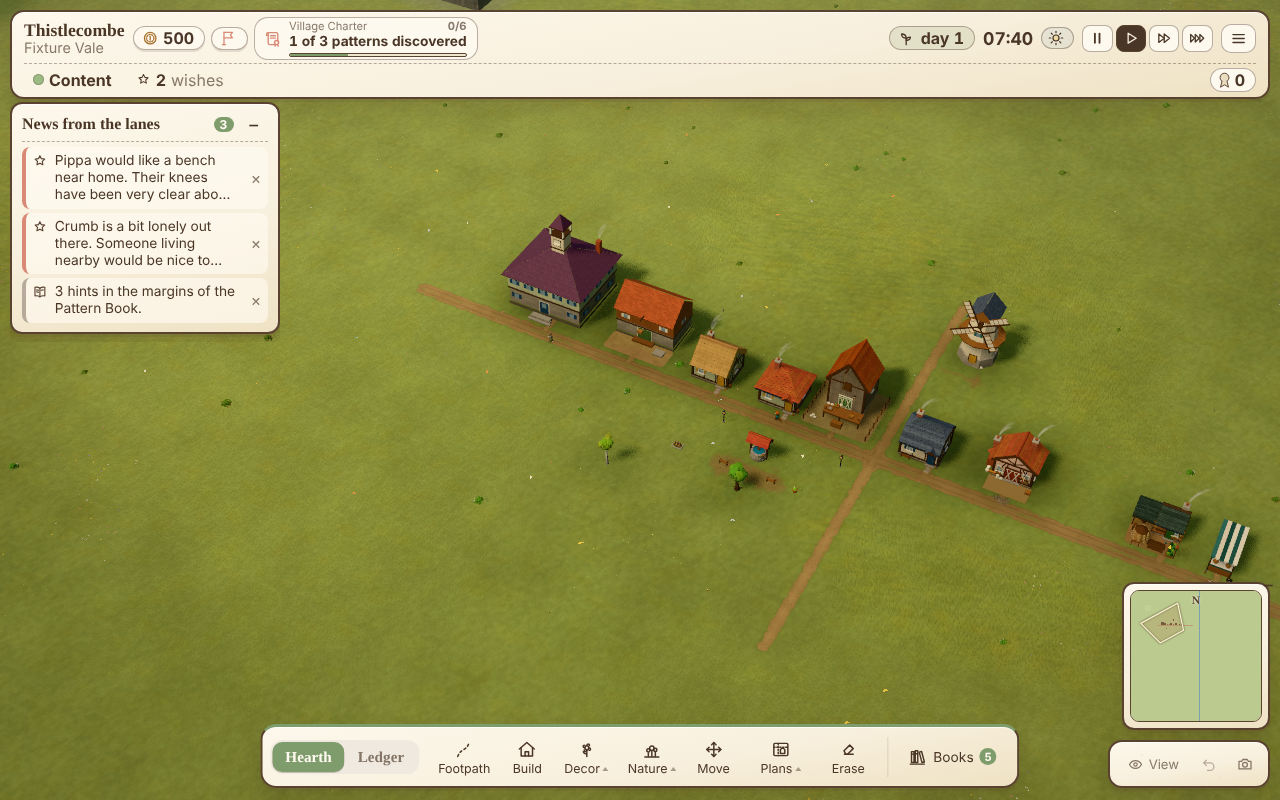 Thistlecombe
Fixture Vale
500
Village Charter 0/6
1 of 3 patterns discovered
day 1 07:40
Content 2 wishes
0
News from the lanes 3
Pippa would like a bench
near home. Their knees
have been very clear abo...
Crumb is a bit lonely out
there. Someone living
nearby would be nice to...
3 hints in the margins of the
Pattern Book.
N
Hearth Ledger Footpath Build Decor Nature Move Plans Erase Books 5
View